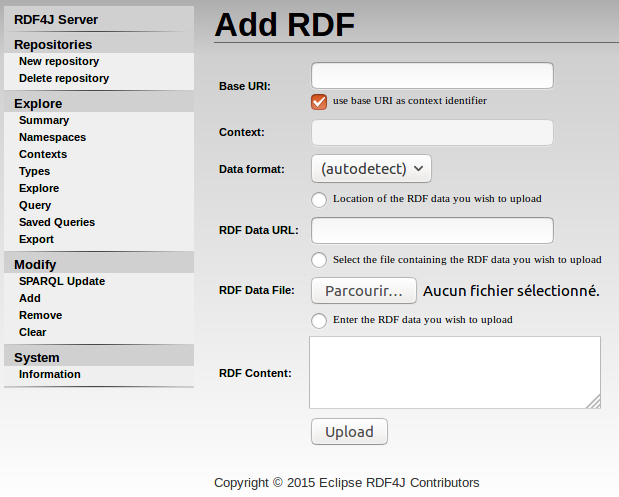 RDF4J Server
Repositories
New repository
Delete repository
Explore
Summary
Namespaces
Contexts
Types
Explore
Query
Saved Queries
Export
Modify
SPARQL Update
Add
Remove
Clear
System
Information
Add RDF
Base URI:
use base URI as context identifier
Context:
Data format: (autodetect)
Location of the RDF data you wish to upload
RDF Data URL:
Select the file containing the RDF data you wish to upload
RDF Data File: Parcourir... Aucun fichier sélectionné.
Enter the RDF data you wish to upload
RDF Content:
Upload
Copyright © 2015 Eclipse RDF4J Contributors